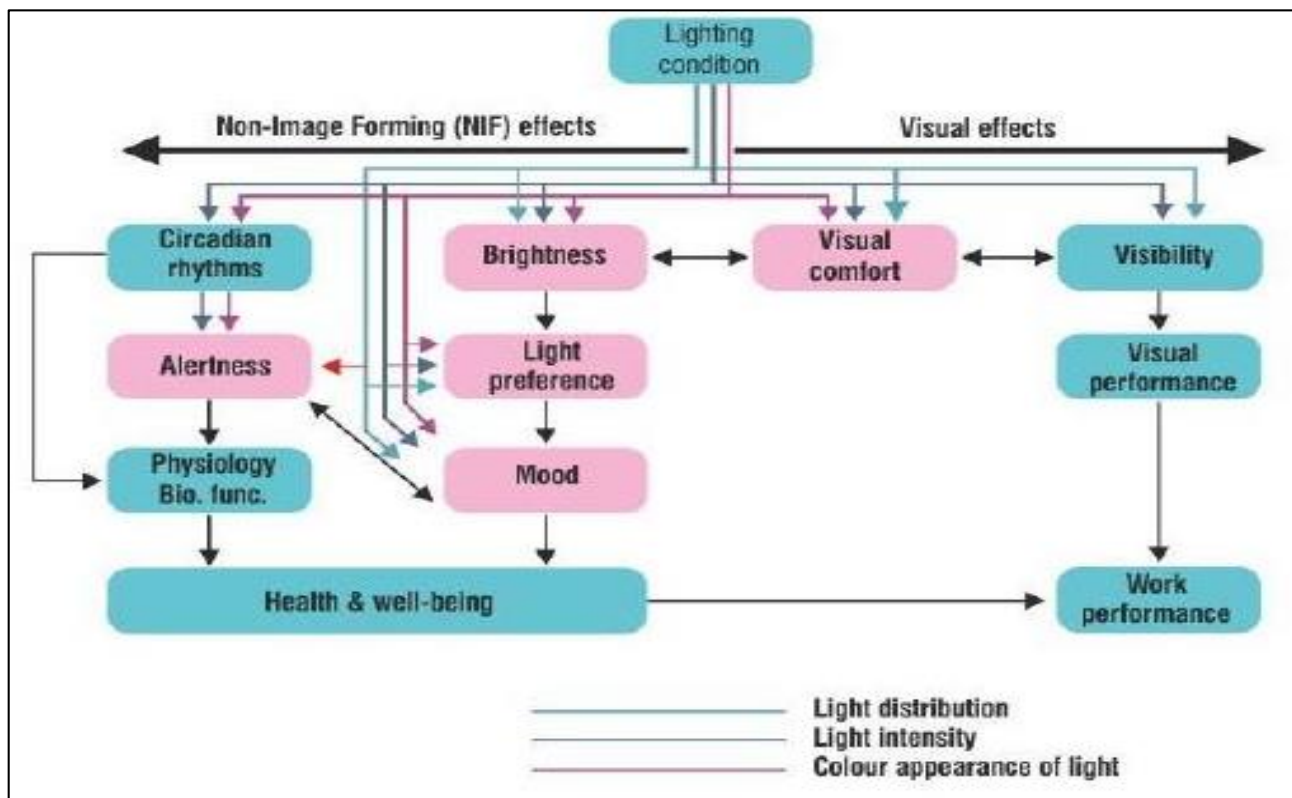 Lighting
condition
Non-Image Forming (NIF) effects
Visual effects
Circadian
rhythms
Brightness
Visual
comfort
Visibility
Alertness
Light
preference
Visual
performance
Physiology
Bio. func.
Mood
Health & well-being
Work
performance
Light distribution
Light intensity
Colour appearance of light